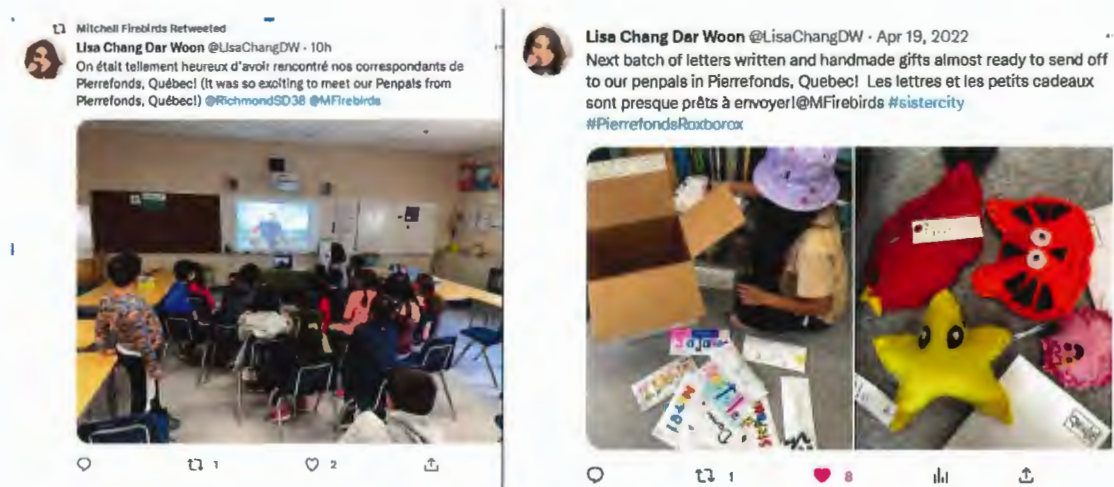 Mitchell Firebirds Retweeted
Lisa Chang Dar Woon @LisaChangDW · 10h
On était tellement heureux d'avoir rencontré nos correspondants de
Pierrefonds, Québec! (It was so exciting to meet our Penpals from
Pierrefonds, Québec!) @RichmondSD38 @MFirebirds
1
2
Lisa Chang Dar Woon @LisaChangDW · Apr 19, 2022
Next batch of letters written and handmade gifts almost ready to send off
to our penpals in Pierrefonds, Quebec! Les lettres et les petits cadeaux
sont presque prêts à envoyer!@MFirebirds #sistercity
#PierrefondsRoxborox
Merci
1
8